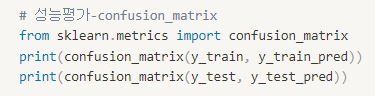 # 성능평가-confusion_matrix
from sklearn.metrics import confusion_matrix
print(confusion_matrix(y_train, y_train_pred))
print(confusion_matrix(y_test, y_test_pred))